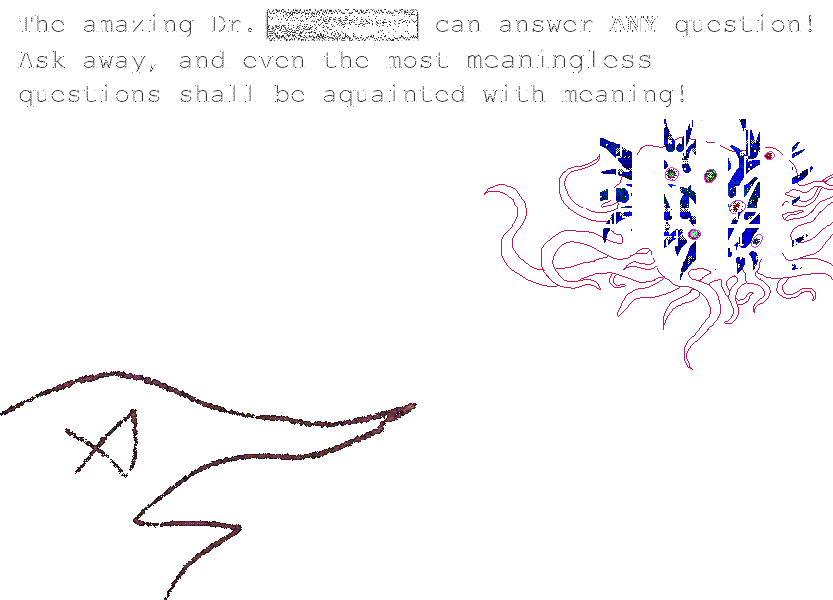 The amazing Dr. can answer ANY question!
Ask away, and even the most meaningless
questions shall be aquainted with meaning!